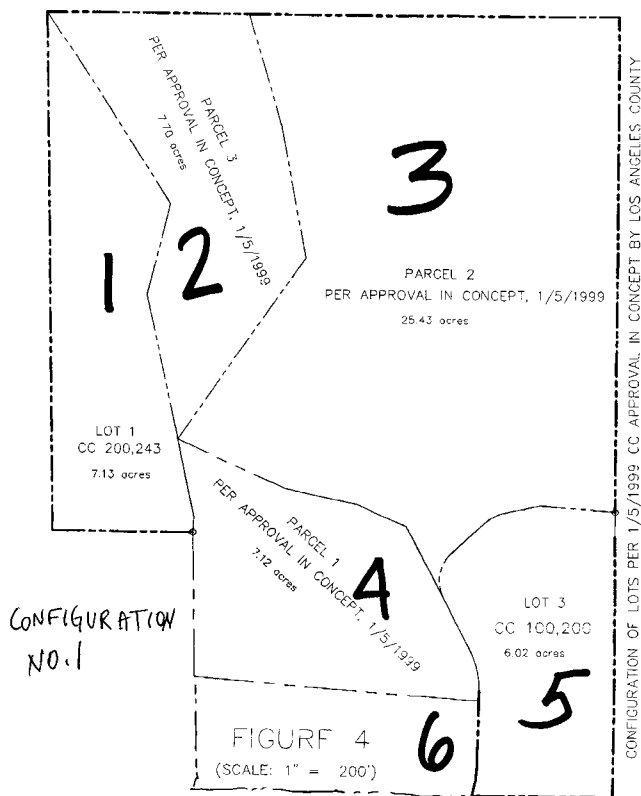 PARCEL 3
PER APPROVAL IN CONCEPT, 1/5/1999
7.70 acres
3
2
1
PARCEL 2
PER APPROVAL IN CONCEPT, 1/5/1999
25.43 acres
LOT 1
CC 200,243
7.13 acres
PARCEL 1
PER APPROVAL IN CONCEPT, 1/5/1999
7.12 acres
4
LOT 3
CC 100,200
6.02 acres
5
CONFIGURATION
NO.1
FIGURE 4
(SCALE: 1" = 200')
6
CONFIGURATION OF LOTS PER 1/5/1999 CC APPROVAL IN CONCEPT BY LOS ANGELES COUNTY